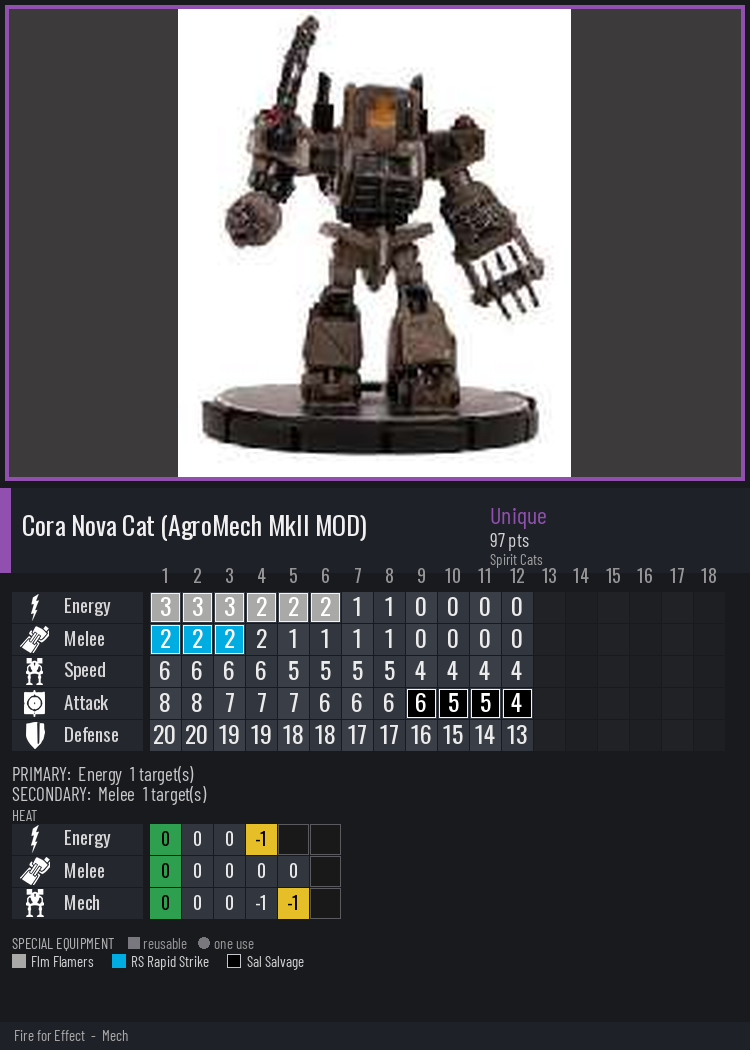 Cora Nova Cat (AgroMech MkII MOD)
Unique
97 pts
Spirit Cats
1 2 3 4 5 6 7 8 9 10 11 12 13 14 15 16 17 18
Energy 3 3 3 2 2 2 1 1 0 0 0 0
Melee 2 2 2 2 1 1 1 1 0 0 0 0
Speed 6 6 6 6 5 5 5 5 4 4 4 4
Attack 8 8 7 7 7 6 6 6 6 5 5 4
Defense 20 20 19 19 18 18 17 17 16 15 14 13
PRIMARY: Energy 1 target(s)
SECONDARY: Melee 1 target(s)
HEAT
Energy 0 0 0 -1
Melee 0 0 0 0 0
Mech 0 0 0 -1 -1
SPECIAL EQUIPMENT reusable one use
Flm Flamers RS Rapid Strike Sal Salvage
Fire for Effect - Mech